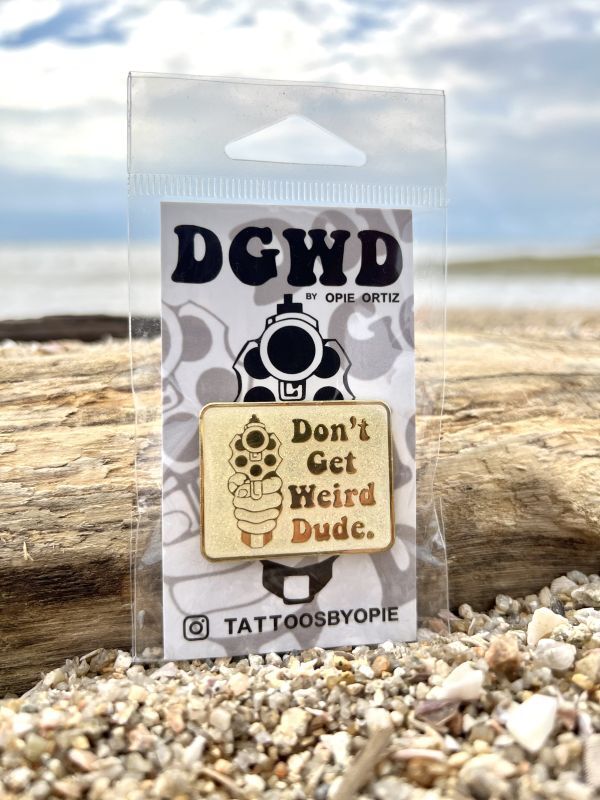 DGWD
BY OPIE ORTIZ
Don't
Get
Weird
Dude.
TATTOOSBYOPIE